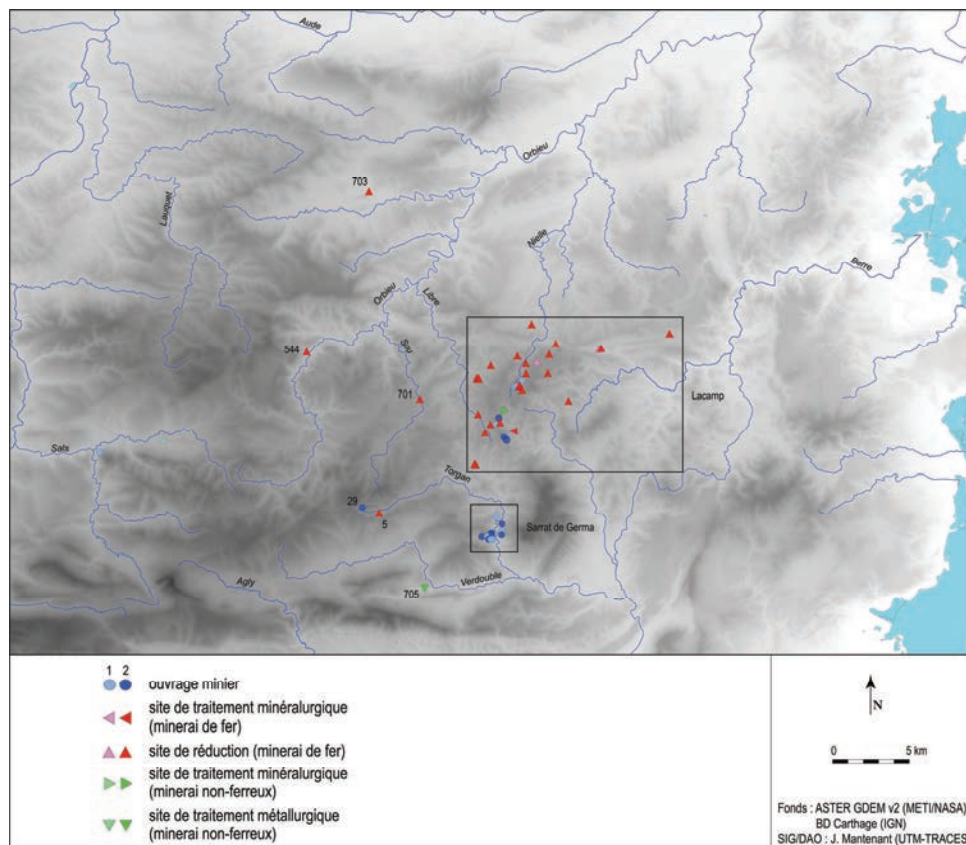 Aude
Orbieu
703
Lauquet
Nielle
Berre
Orbieu
Libre
544
Sou
701
Lacamp
Salx
Torgan
29
5
Sarrat de Germa
Agly
Verdouble
705
1 2
ouvrage minier
site de traitement minéralurgique
(minerai de fer)
site de réduction (minerai de fer)
site de traitement minéralurgique
(minerai non-ferreux)
site de traitement métallurgique
(minerai non-ferreux)
N
0 5 km
Fonds : ASTER GDEM v2 (METI/NASA)
BD Carthage (IGN)
SIG/DAO : J. Mantenant (UTM-TRACES